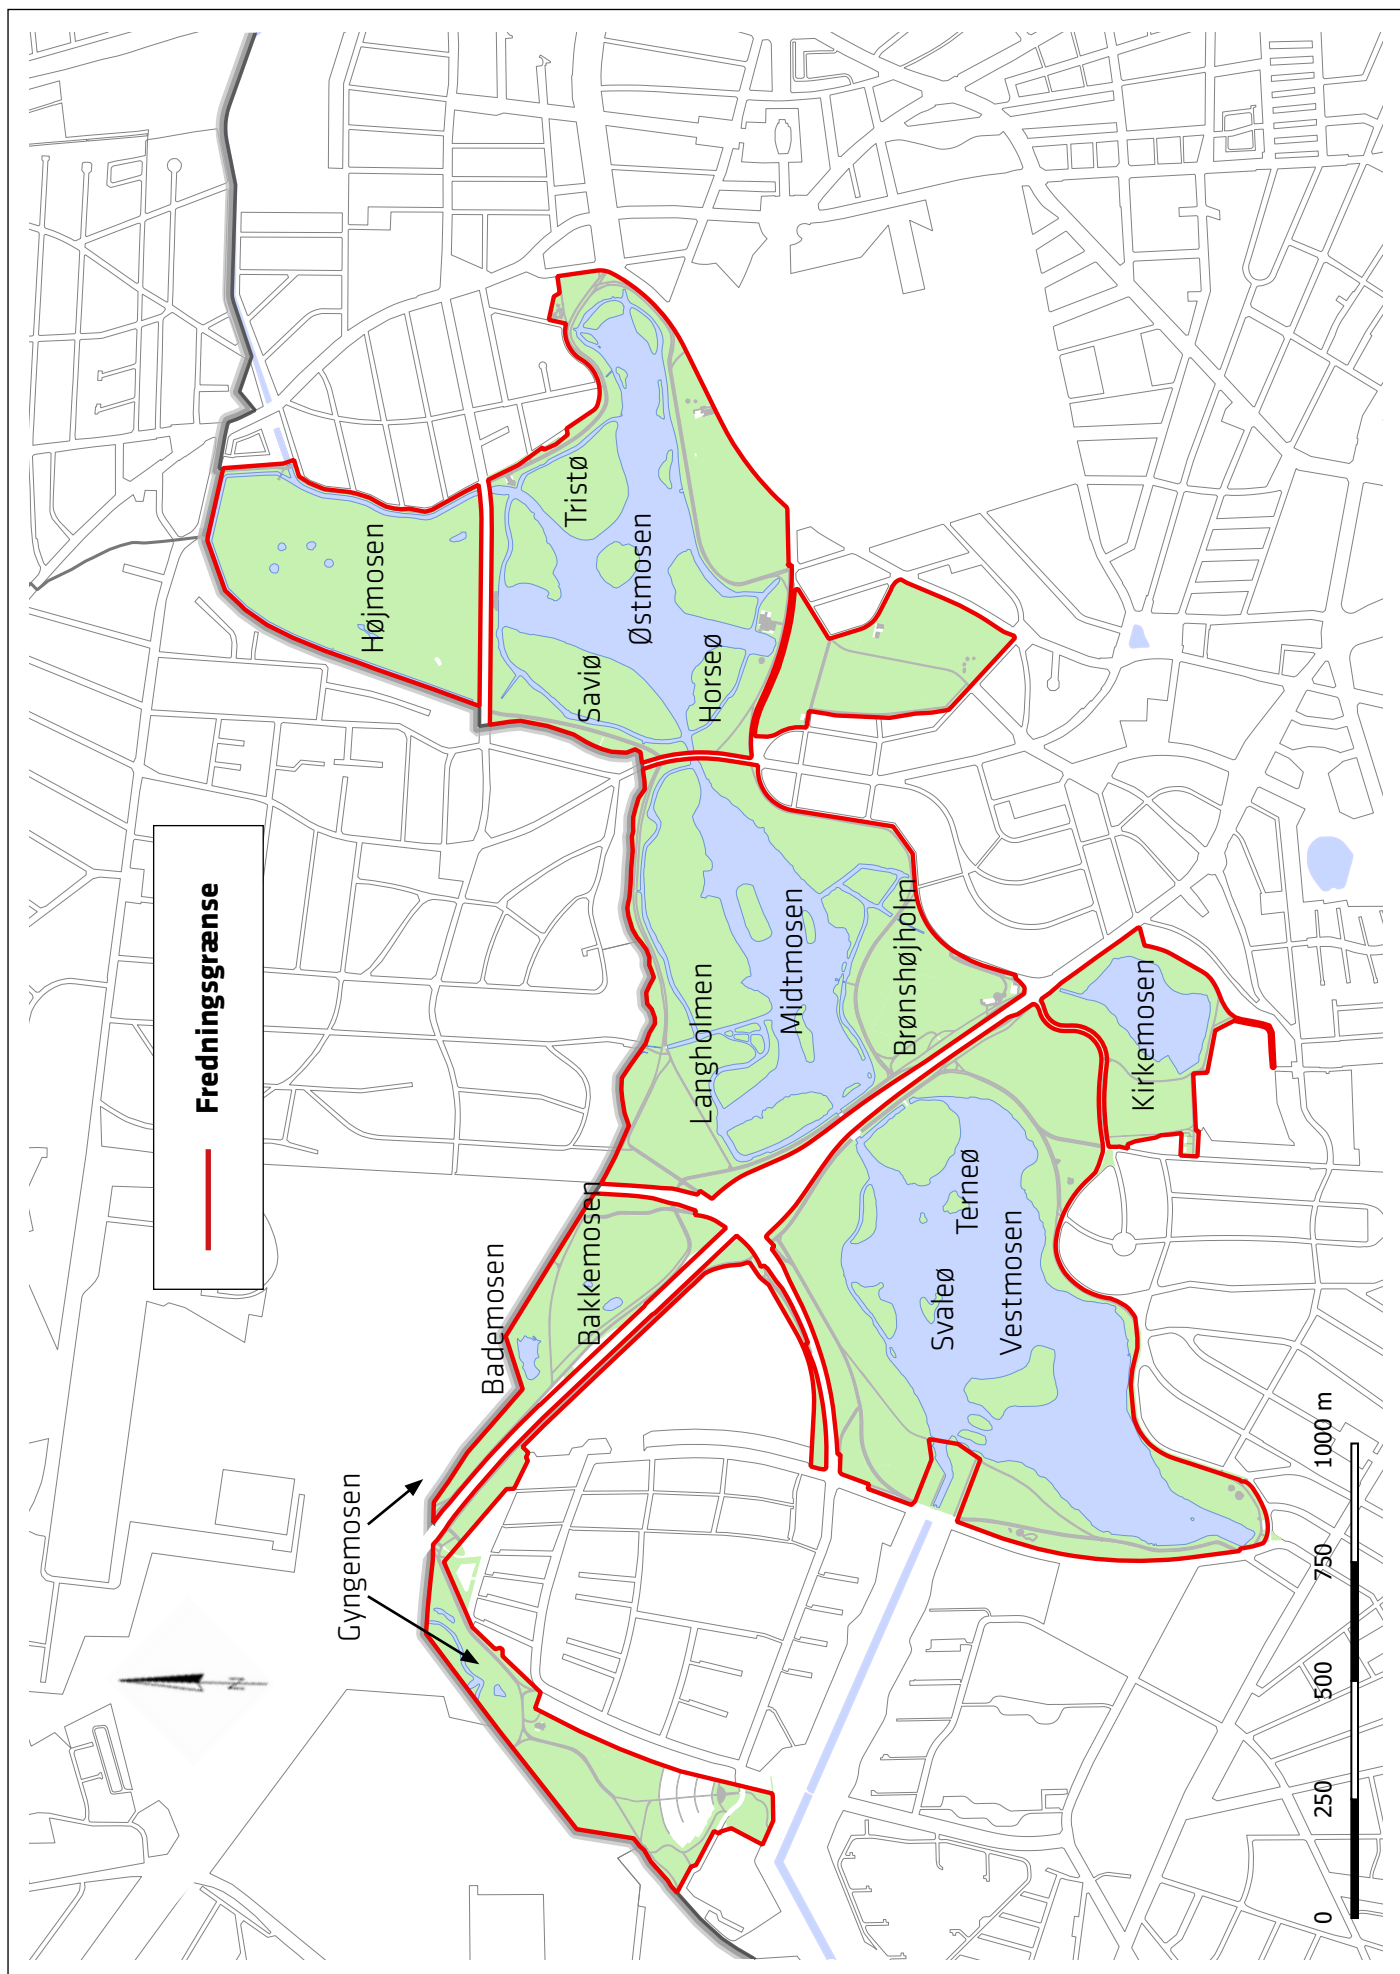 Fredningsgrænse
Højmosen
Tristø
Østmosen
Saviø
Horseø
Langholmen
Midtmosen
Brønshøjholm
Kirkemosen
Bademosen
Bakkemosen
Terneø
Svaleø
Vestmosen
Gyngemosen
N
0 250 500 750 1000 m